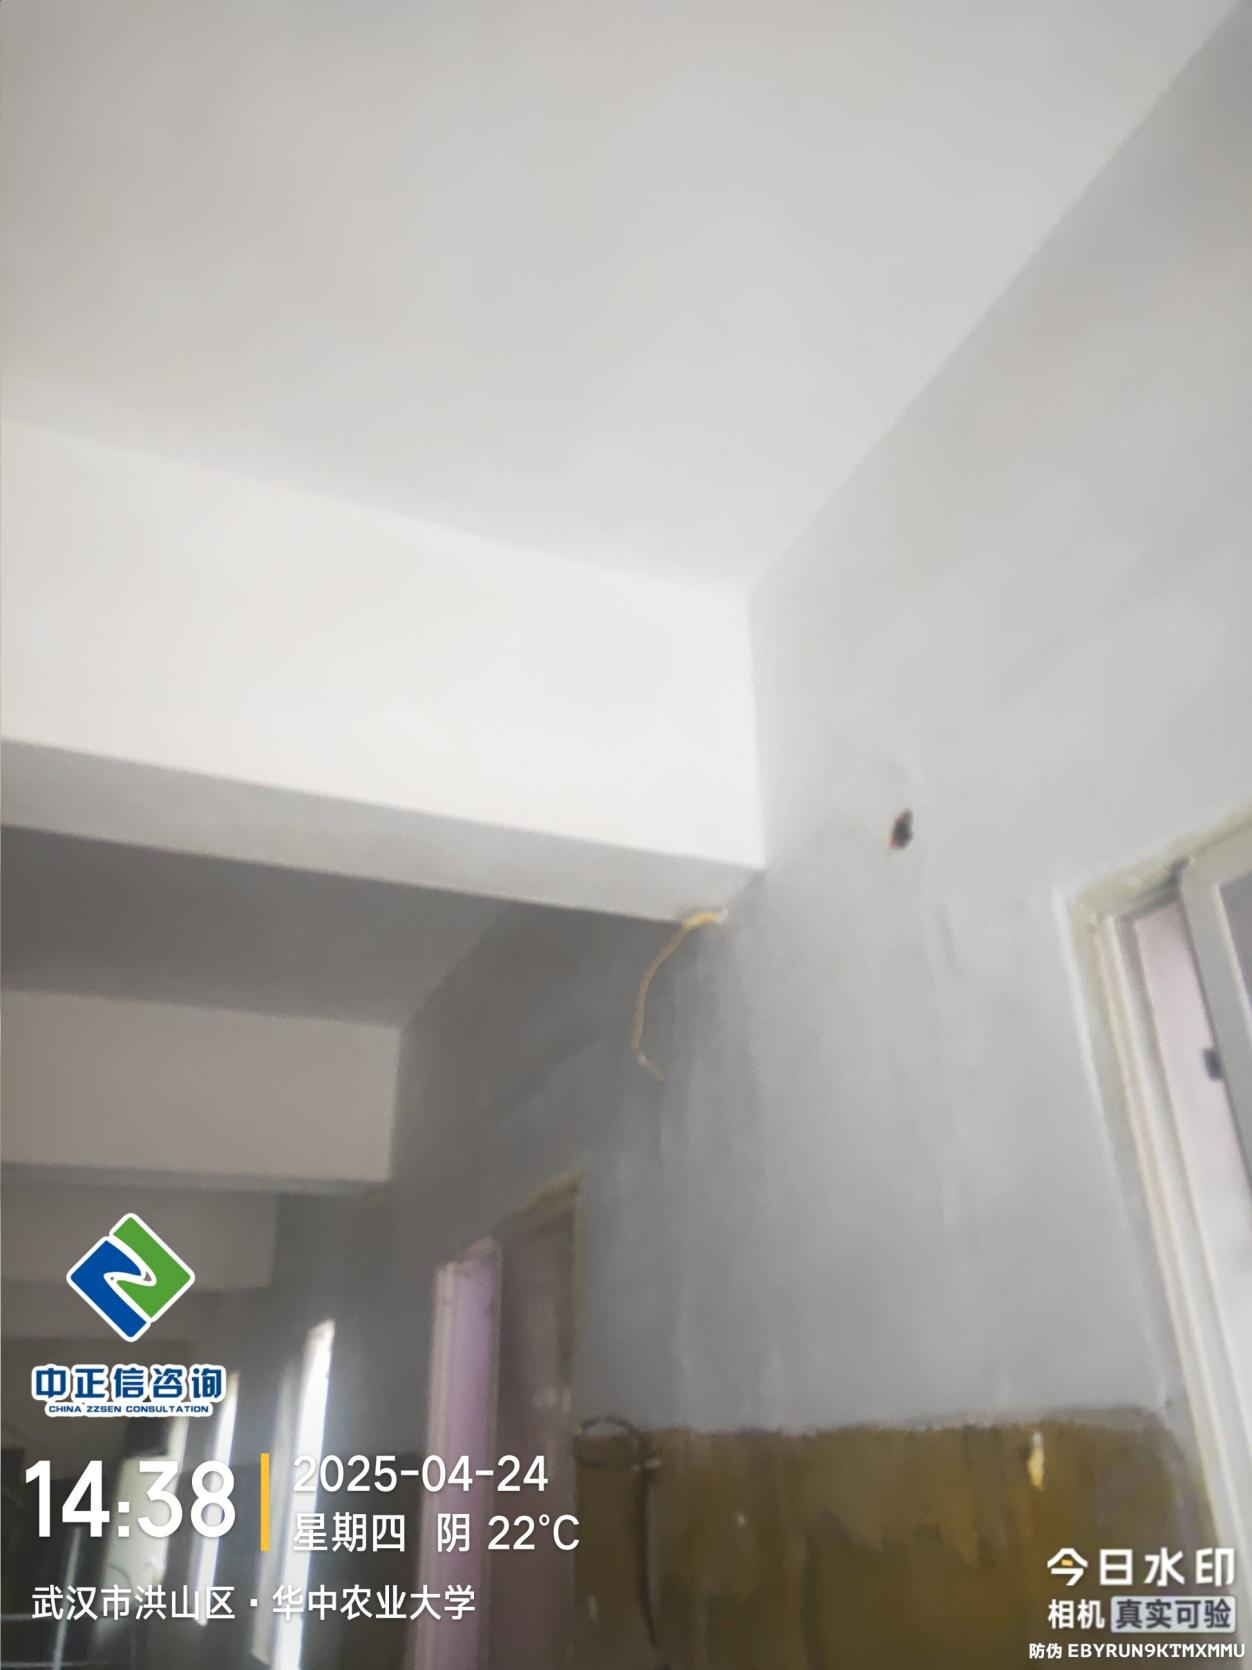 中正信咨询
CHINA ZZSEN CONSULTATION
14:38
2025-04-24
星期四 阴 22°C
武汉市洪山区·华中农业大学
今日水印
相机 真实可验
防伪 EBYRUN9KTMXMMU